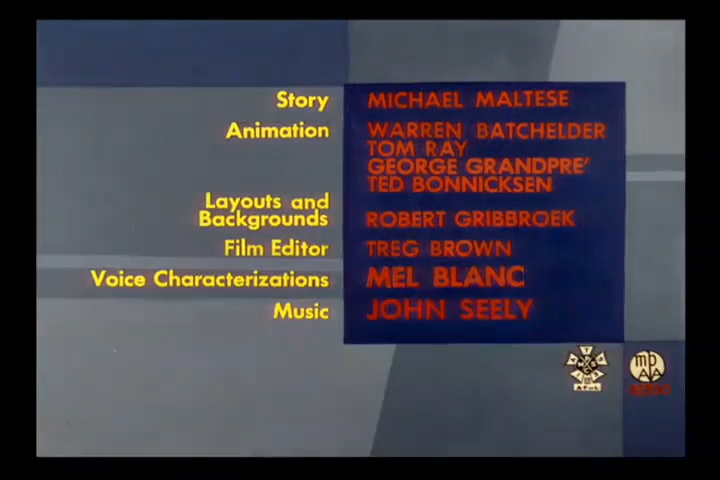 Story MICHAEL MALTESE
Animation WARREN BATCHELDER
TOM RAY
GEORGE GRANDPRE'
TED BONNICKSEN
Layouts and
Backgrounds ROBERT GRIBBROEK
Film Editor TREG BROWN
Voice Characterizations MEL BLANC
Music JOHN SEELY